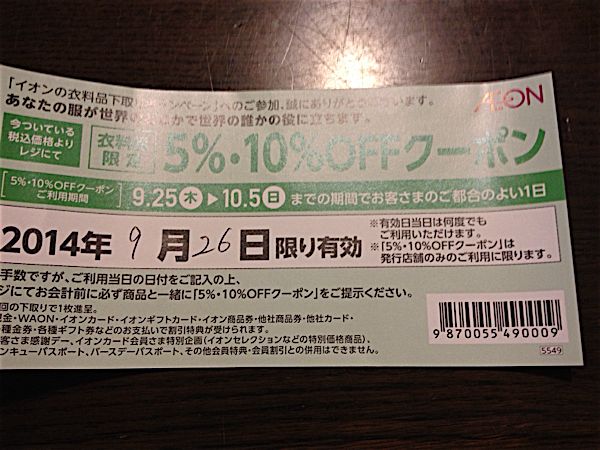 「イオンの衣料品下取りキャンペーン」へのご参加、誠にありがとうございます。
あなたの服が世界のどこかで世界の誰かの役に立ちます。
ÆON
今ついている
税込価格より
レジにて
衣料品
限定
5%・10%OFFクーポン
[5%・10%OFFクーポン
ご利用期間]
9.25木▶10.5日 までの期間でお客さまのご都合のよい1日
2014年 9月26日限り有効
※有効日当日は何度でも
ご利用いただけます。
※「5%・10%OFFクーポン」は
発行店舗のみのご利用に限ります。
手数ですが、ご利用当日の日付をご記入の上、
ジにてお会計前に必ず商品と一緒に「5%・10%OFFクーポン」をご提示ください。
回の下取りで1枚進呈。
金・WAON・イオンカード・イオンギフトカード・イオン商品券・他社商品券・他社カード・
種金券・各種ギフト券などのお支払いで割引特典が受けられます。
客さま感謝デー、イオンカード会員さま特別企画(イオンセレクションなどの特別価格商品)、
ンキューパスポート、バースデーパスポート、その他会員特典・会員割引との併用はできません。
9870055490009
5549